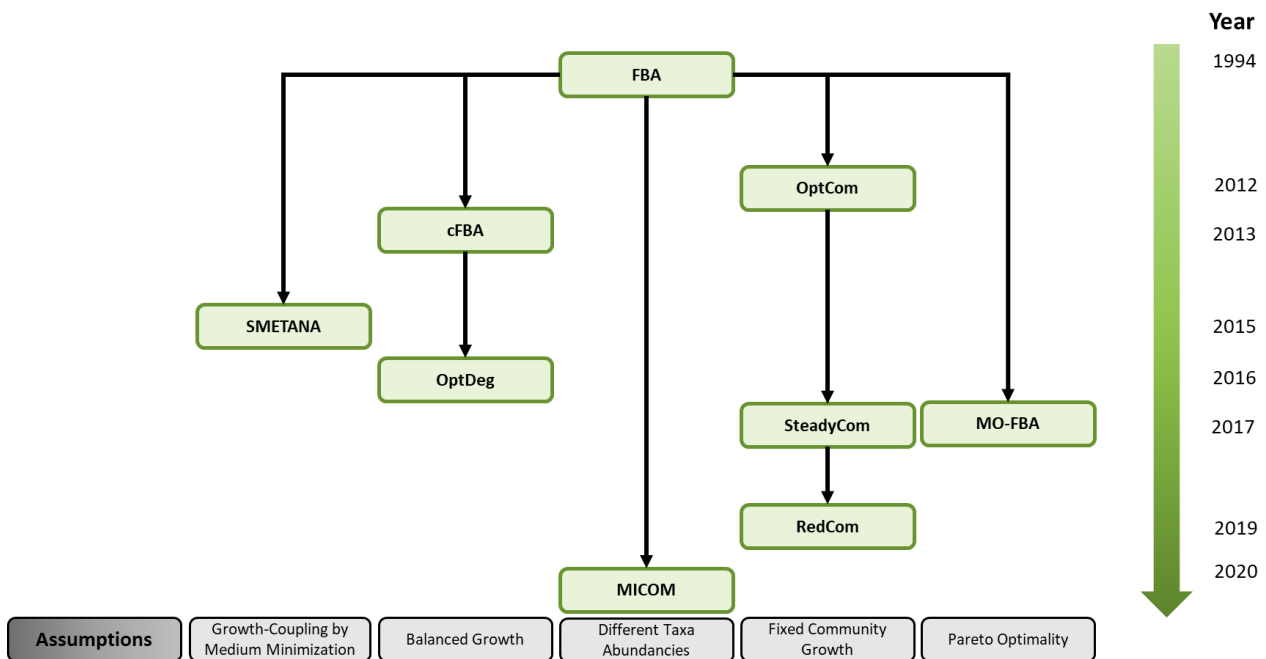 Year
FBA
1994
OptCom
2012
cFBA
2013
SMETANA
2015
OptDeg
2016
SteadyCom
MO-FBA
2017
RedCom
2019
MICOM
2020
Assumptions
Growth-Coupling by
Medium Minimization
Balanced Growth
Different Taxa
Abundancies
Fixed Community
Growth
Pareto Optimality